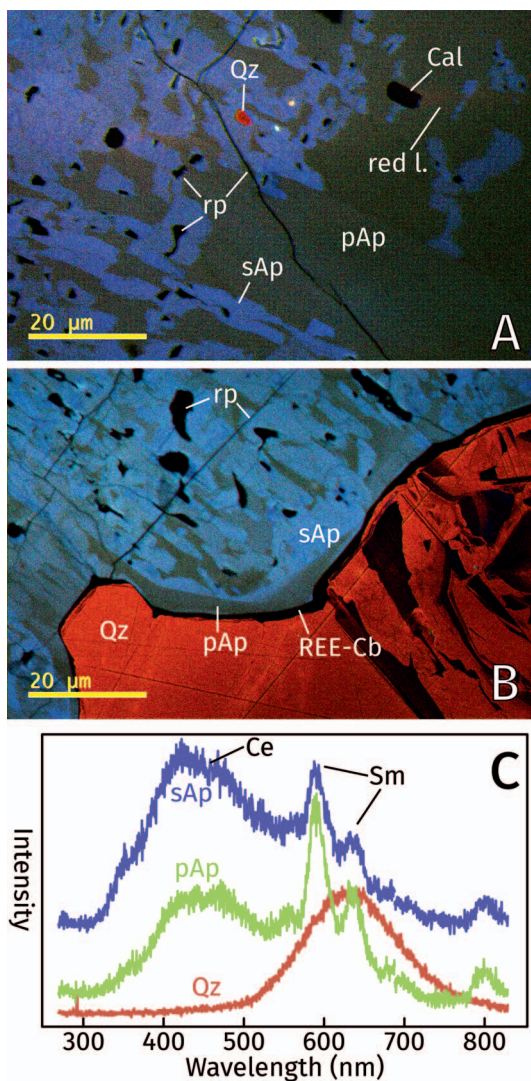 Qz
Cal
red l.
rp
pAp
sAp
20 µm
A
rp
sAp
Qz
pAp
REE-Cb
20 µm
B
C
Ce
Sm
sAp
pAp
Qz
Intensity
300 400 500 600 700 800
Wavelength (nm)